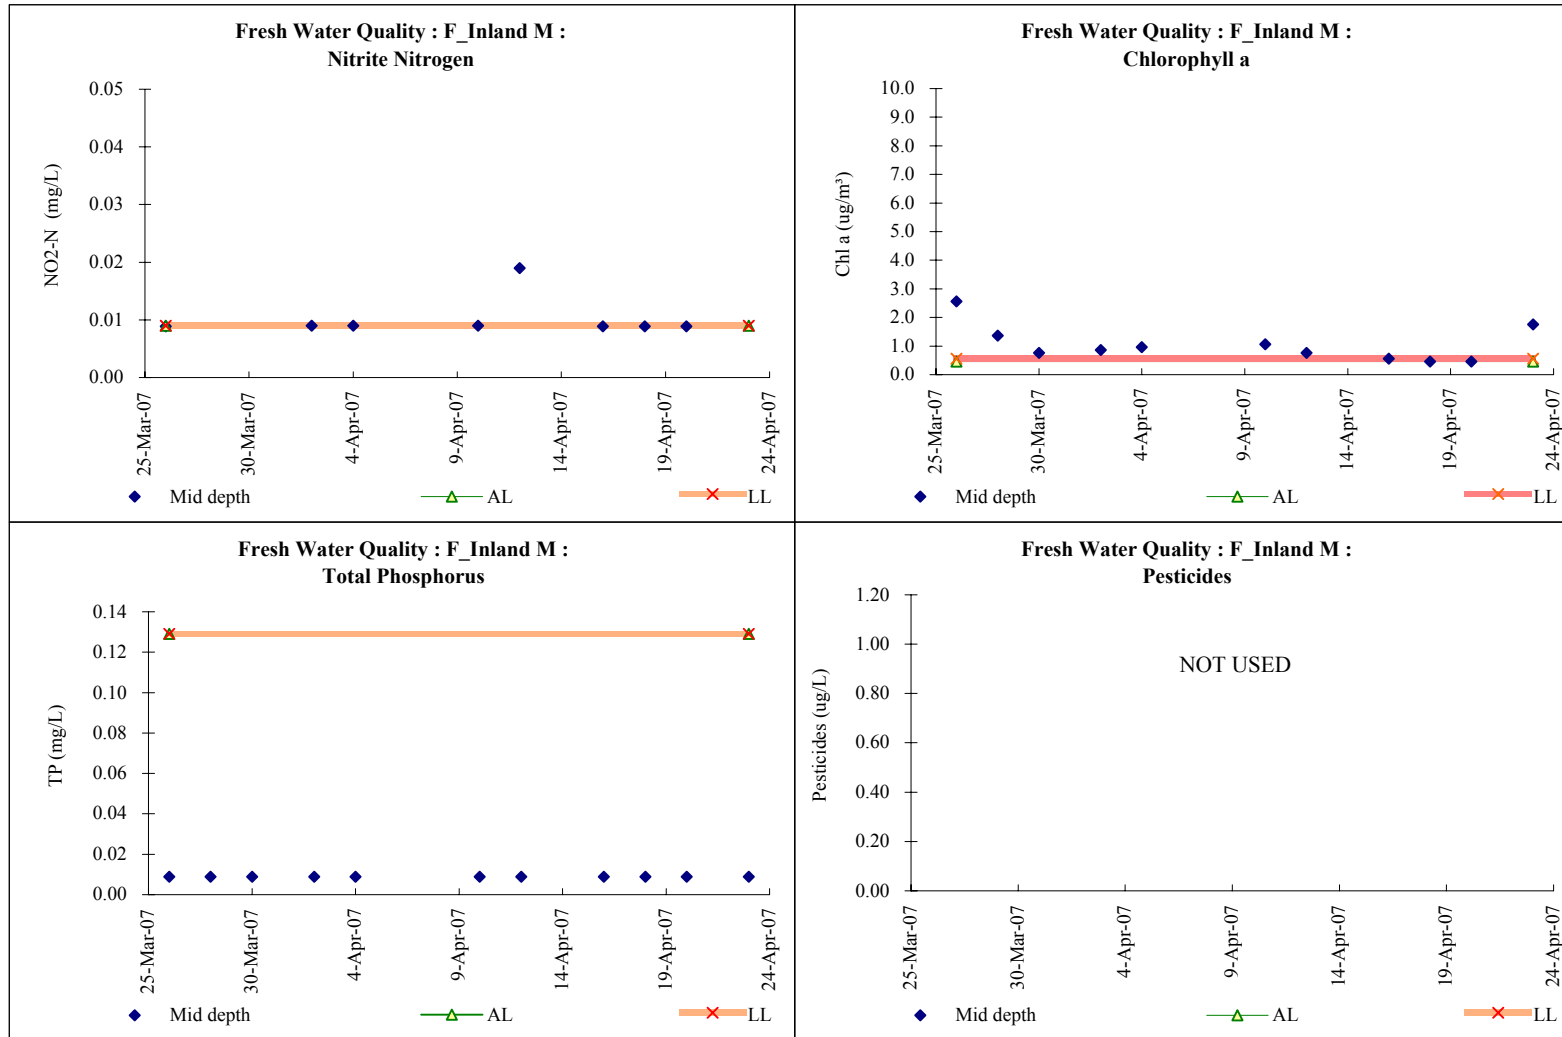 Fresh Water Quality : F_Inland M :
Nitrite Nitrogen
NO2-N (mg/L)
0.05
0.04
0.03
0.02
0.01
0.00
25-Mar-07
30-Mar-07
4-Apr-07
9-Apr-07
14-Apr-07
19-Apr-07
24-Apr-07
Mid depth
AL
LL
Fresh Water Quality : F_Inland M :
Chlorophyll a
Chl a (ug/m³)
10.0
9.0
8.0
7.0
6.0
5.0
4.0
3.0
2.0
1.0
0.0
25-Mar-07
30-Mar-07
4-Apr-07
9-Apr-07
14-Apr-07
19-Apr-07
24-Apr-07
Mid depth
AL
LL
Fresh Water Quality : F_Inland M :
Total Phosphorus
TP (mg/L)
0.14
0.12
0.10
0.08
0.06
0.04
0.02
0.00
25-Mar-07
30-Mar-07
4-Apr-07
9-Apr-07
14-Apr-07
19-Apr-07
24-Apr-07
Mid depth
AL
LL
Fresh Water Quality : F_Inland M :
Pesticides
Pesticides (ug/L)
1.20
1.00
0.80
0.60
0.40
0.20
0.00
NOT USED
25-Mar-07
30-Mar-07
4-Apr-07
9-Apr-07
14-Apr-07
19-Apr-07
24-Apr-07
Mid depth
AL
LL